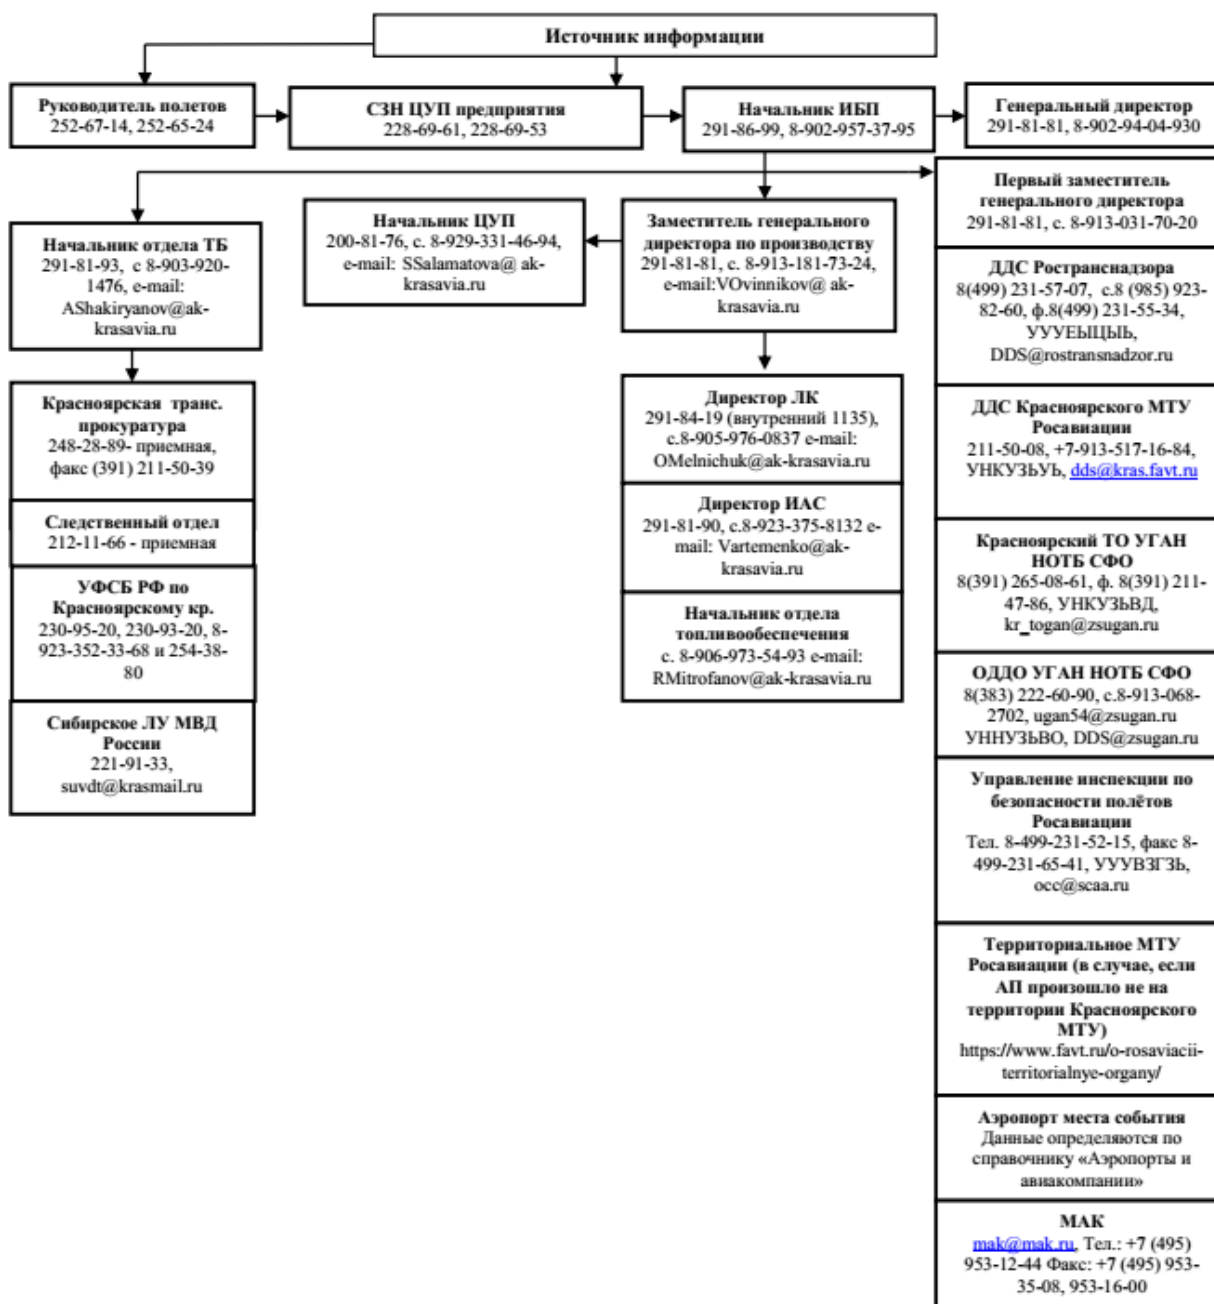 Источник информации
Руководитель полетов
252-67-14, 252-65-24
СЗН ЦУП предприятия
228-69-61, 228-69-53
Начальник ИБП
291-86-99, 8-902-957-37-95
Генеральный директор
291-81-81, 8-902-94-04-930
Начальник отдела ТБ
291-81-93, с 8-903-920-
1476, e-mail:
AShakiryanov@ak-
krasavia.ru
Начальник ЦУП
200-81-76, с. 8-929-331-46-94,
e-mail: SSalamatova@ ak-
krasavia.ru
Заместитель генерального
директора по производству
291-81-81, с. 8-913-181-73-24,
e-mail:VOvinnikov@ ak-
krasavia.ru
Красноярская транс.
прокуратура
248-28-89- приемная,
факс (391) 211-50-39
Следственный отдел
212-11-66 - приемная
УФСБ РФ по
Красноярскому кр.
230-95-20, 230-93-20, 8-
923-352-33-68 и 254-38-
80
Сибирское ЛУ МВД
России
221-91-33,
suvdt@krasmail.ru
Директор ЛК
291-84-19 (внутренний 1135),
с.8-905-976-0837 e-mail:
OMelnichuk@ak-krasavia.ru
Директор ИАС
291-81-90, с.8-923-375-8132 e-
mail: Vartemenko@ak-
krasavia.ru
Начальник отдела
топливообеспечения
с. 8-906-973-54-93 e-mail:
RMitrofanov@ak-krasavia.ru
Первый заместитель
генерального директора
291-81-81, с. 8-913-031-70-20
ДДС Ространснадзора
8(499) 231-57-07, с.8 (985) 923-
82-60, ф.8(499) 231-55-34,
УУУЕЫЦЫЬ,
DDS@rostransnadzor.ru
ДДС Красноярского МТУ
Росавиации
211-50-08, +7-913-517-16-84,
УНКУЗЬУЬ, dds@kras.favt.ru
Красноярский ТО УГАН
НОТБ СФО
8(391) 265-08-61, ф. 8(391) 211-
47-86, УНКУЗЬВД,
kr_togan@zsugan.ru
ОДДО УГАН НОТБ СФО
8(383) 222-60-90, с.8-913-068-
2702, ugan54@zsugan.ru
УННУЗЬВО, DDS@zsugan.ru
Управление инспекции по
безопасности полётов
Росавиации
Тел. 8-499-231-52-15, факс 8-
499-231-65-41, УУУВЗГЗЬ,
occ@scaa.ru
Территориальное МТУ
Росавиации (в случае, если
АП произошло не на
территории Красноярского
МТУ)
https://www.favt.ru/o-rosaviacii-
territorialnye-organy/
Аэропорт места события
Данные определяются по
справочнику «Аэропорты и
авиакомпании»
МАК
mak@mak.ru, Тел.: +7 (495)
953-12-44 Факс: +7 (495) 953-
35-08, 953-16-00